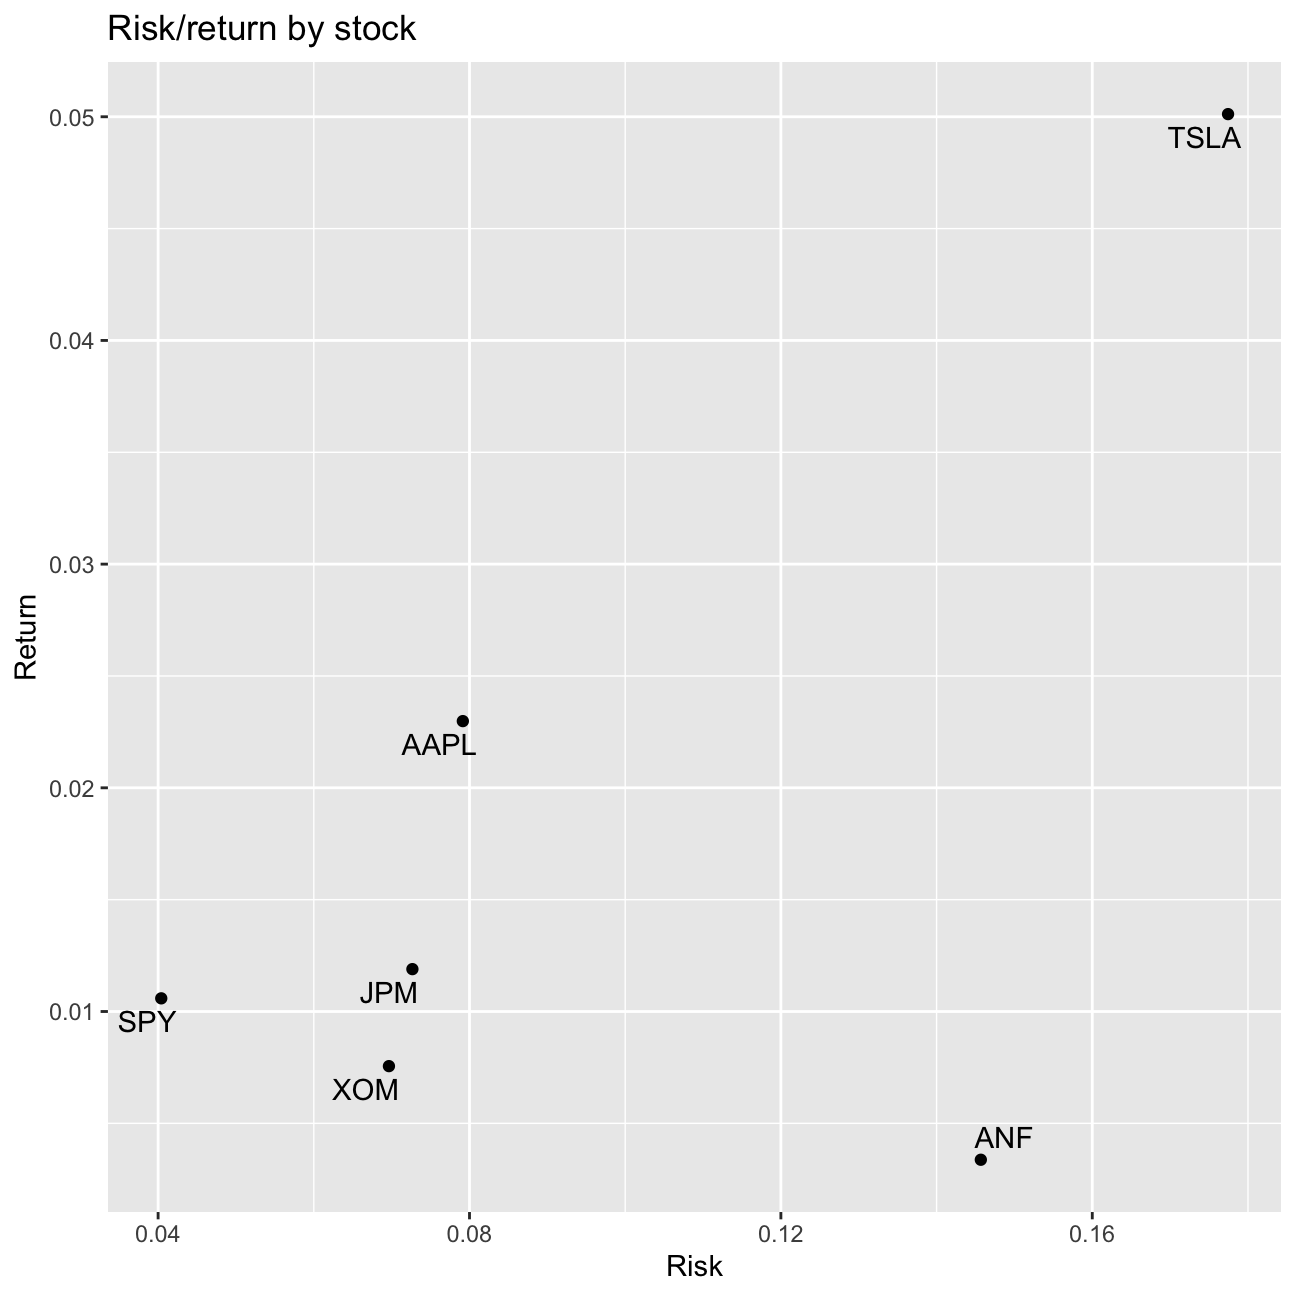 Risk/return by stock
0.05
TSLA
0.04
0.03
Return
AAPL
0.02
JPM
SPY
0.01
XOM
ANF
0.04
0.08
0.12
0.16
Risk